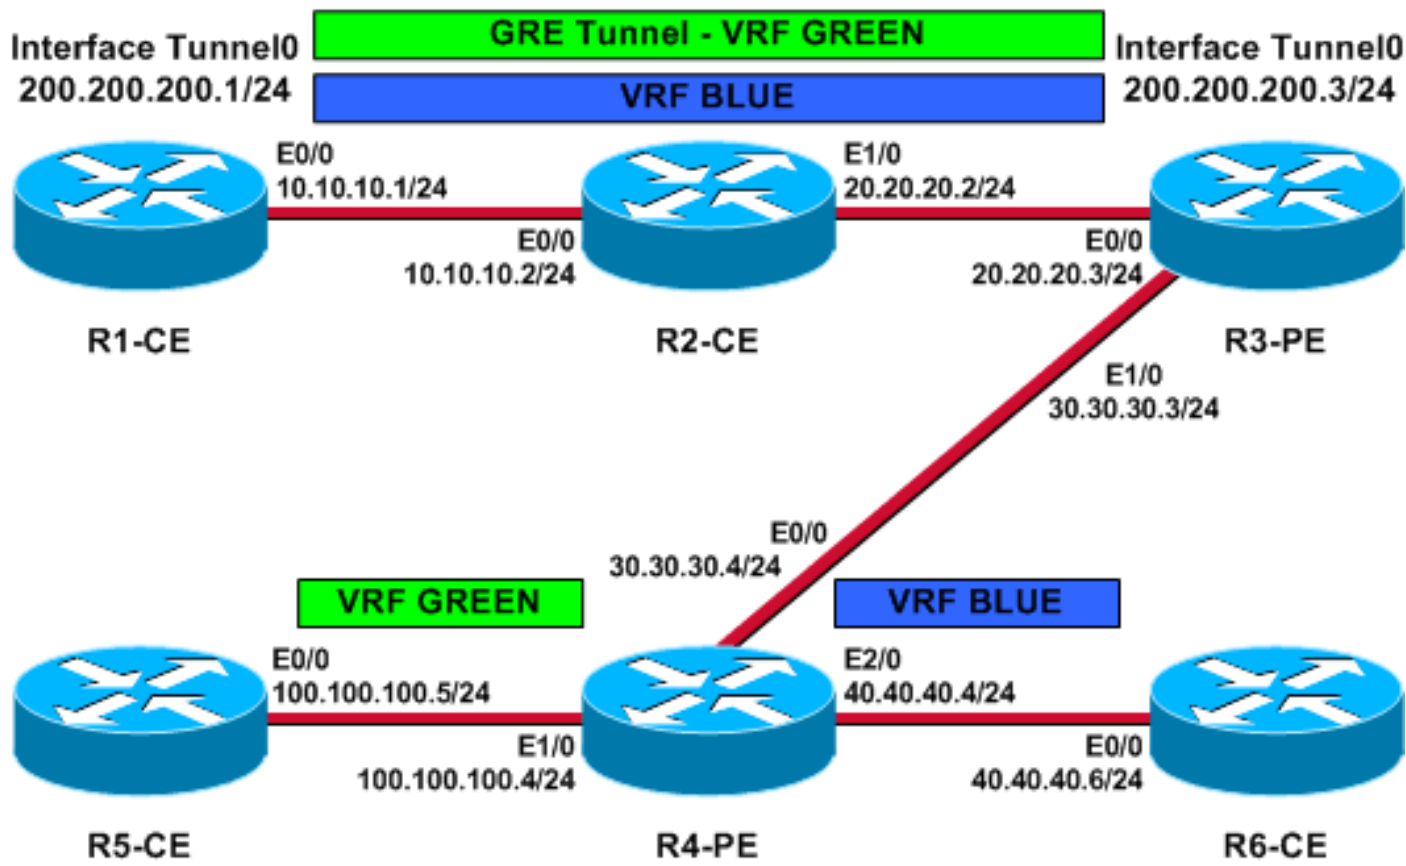 GRE Tunnel - VRF GREEN
Interface Tunnel0
200.200.200.1/24
Interface Tunnel0
200.200.200.3/24
VRF BLUE
E0/0
10.10.10.1/24
E1/0
20.20.20.2/24
E0/0
10.10.10.2/24
E0/0
20.20.20.3/24
R1-CE
R2-CE
R3-PE
E1/0
30.30.30.3/24
E0/0
30.30.30.4/24
VRF GREEN
VRF BLUE
E0/0
100.100.100.5/24
E2/0
40.40.40.4/24
E1/0
100.100.100.4/24
E0/0
40.40.40.6/24
R5-CE
R4-PE
R6-CE